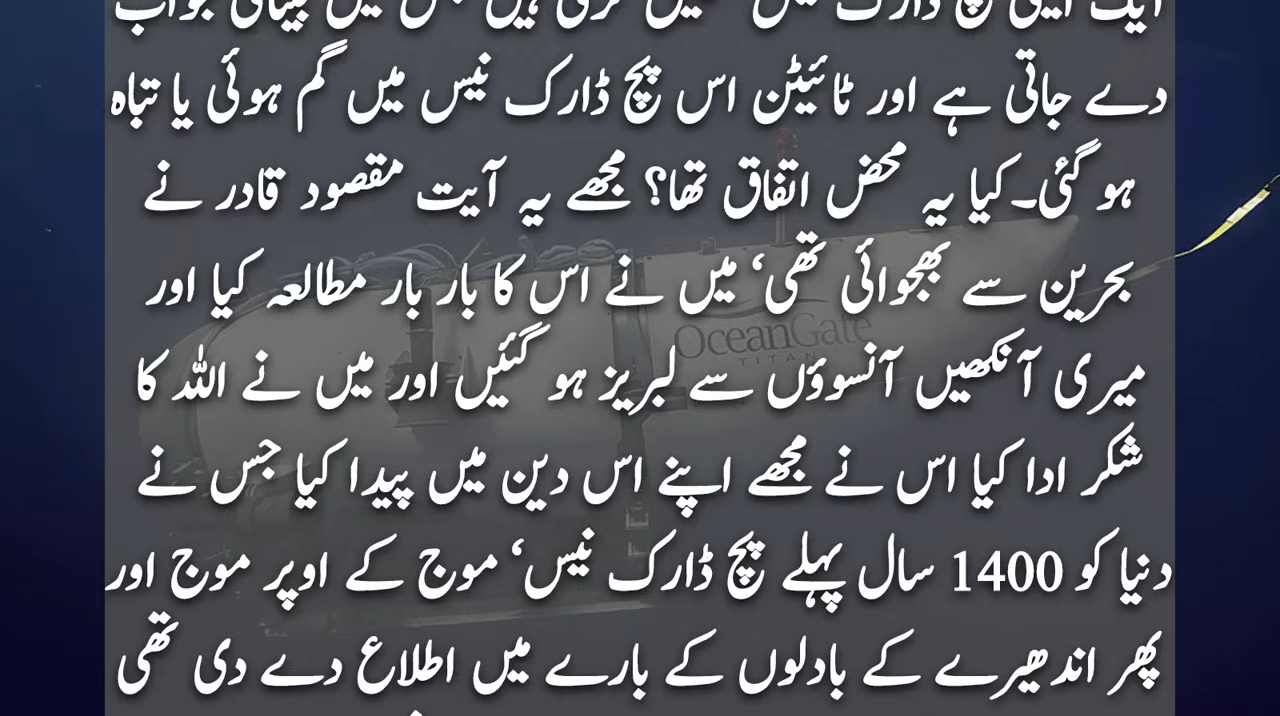 دے جاتی ہے اور ٹائیٹن اس پچ ڈارک نیس میں گم ہوئی یا تباہ
ہو گئی۔کیا یہ محض اتفاق تھا؟ مجھے یہ آیت مقصود قادر نے
بحرین سے بھجوائی تھی‘ میں نے اس کا بار بار مطالعہ کیا اور
میری آنکھیں آنسوؤں سے لبریز ہو گئیں اور میں نے اللہ کا
شکر ادا کیا اس نے مجھے اپنے اس دین میں پیدا کیا جس نے
دنیا کو 1400 سال پہلے پچ ڈارک نیس‘ موج کے اوپر موج اور
پھر اندھیرے کے بادلوں کے بارے میں اطلاع دے دی تھی
OceanGate
TITAN